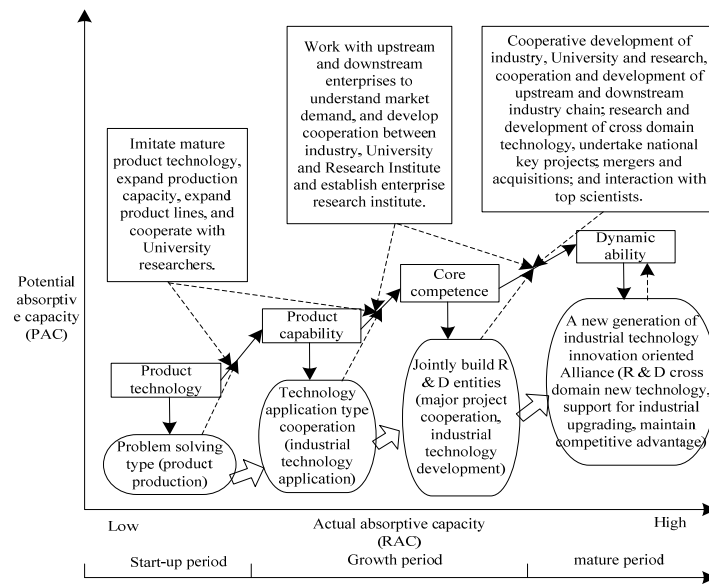 Work with upstream
and downstream
enterprises to
understand market
demand, and develop
cooperation between
industry, University
and Research Institute
and establish enterprise
research institute.
Cooperative development of
industry, University and research,
cooperation and development of
upstream and downstream
industry chain; research and
development of cross domain
technology, undertake national
key projects; mergers and
acquisitions; and interaction with
top scientists.
Imitate mature
product technology,
expand production
capacity, expand
product lines, and
cooperate with
University
researchers.
Potential
absorptiv
e capacity
(PAC)
Product
technology
Product
capability
Core
competence
Dynamic
ability
Problem solving
type (product
production)
Technology
application type
cooperation
(industrial
technology
application)
Jointly build R
& D entities
(major project
cooperation,
industrial
technology
development)
A new generation of
industrial technology
innovation oriented
Alliance (R & D cross
domain new technology,
support for industrial
upgrading, maintain
competitive advantage)
Low
Actual absorptive capacity
(RAC)
High
Start-up period
Growth period
mature period